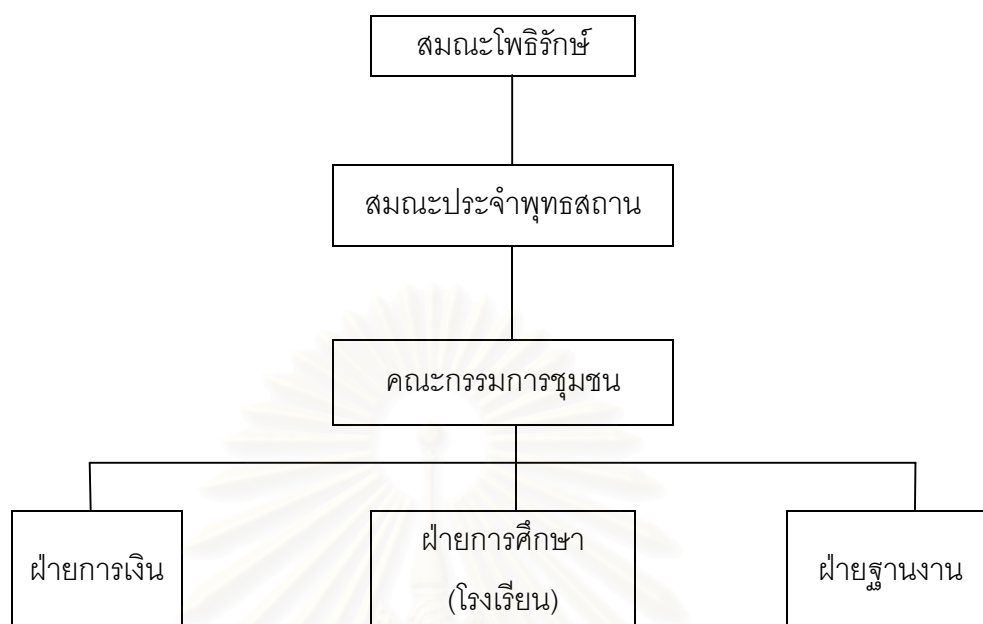 สมณะโพธิรักษ์
สมณะประจำพุทธสถาน
คณะกรรมการชุมชน
ฝ่ายการเงิน
ฝ่ายการศึกษา
(โรงเรียน)
ฝ่ายฐานงาน